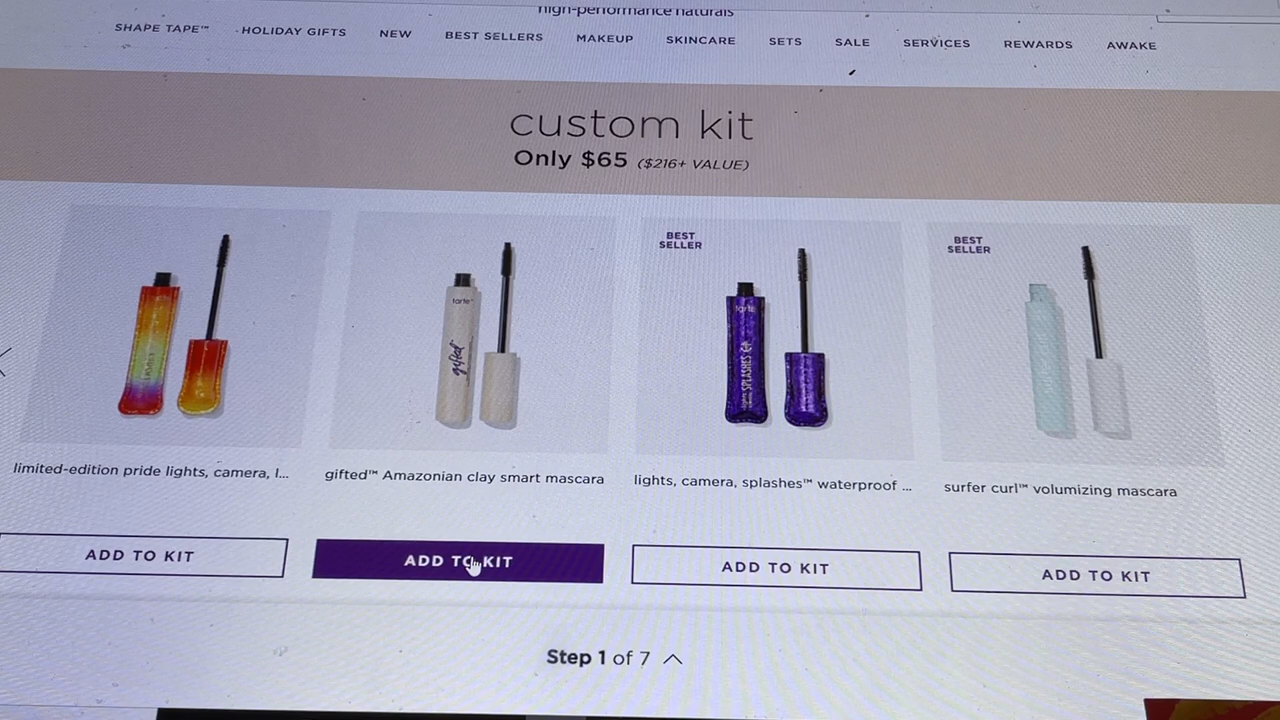 high-performance naturals
SHAPE TAPE™ HOLIDAY GIFTS NEW BEST SELLERS MAKEUP SKINCARE SETS SALE SERVICES REWARDS AWAKE
custom kit
Only $65 ($216+ VALUE)
BEST
SELLER
BEST
SELLER
tarte™
gifted
tarte
SPLASHES
limited-edition pride lights, camera, l...
gifted™ Amazonian clay smart mascara
lights, camera, splashes™ waterproof ...
surfer curl™ volumizing mascara
ADD TO KIT
ADD TO KIT
ADD TO KIT
ADD TO KIT
Step 1 of 7